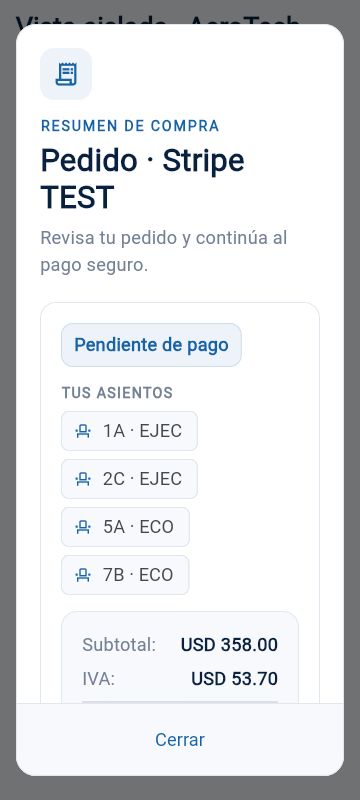 RESUMEN DE COMPRA
Pedido · Stripe
TEST
Revisa tu pedido y continúa al
pago seguro.
Pendiente de pago
TUS ASIENTOS
1A · EJEC
2C · EJEC
5A · ECO
7B · ECO
Subtotal: USD 358.00
IVA: USD 53.70
Cerrar